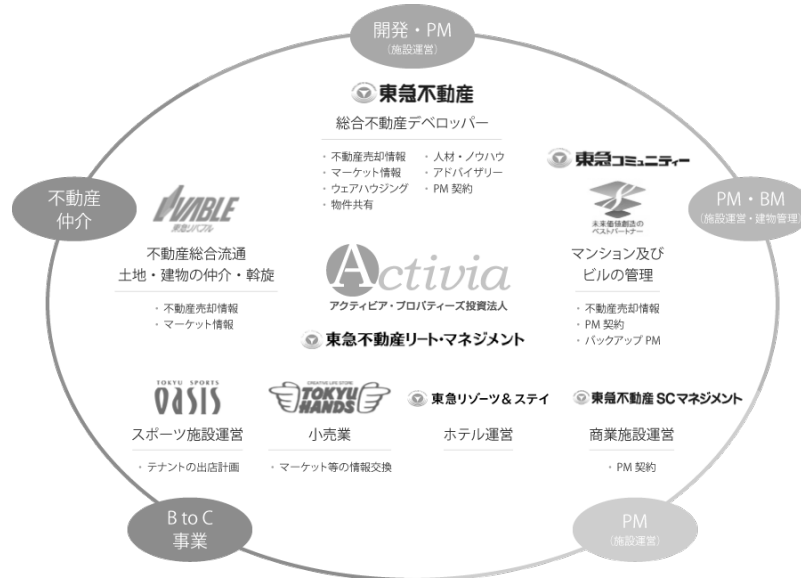 開発・PM
(施設運営)
東急不動産
総合不動産デベロッパー
・不動産売却情報
・マーケット情報
・ウェアハウジング
・物件共有
・人材・ノウハウ
・アドバイザリー
・PM 契約
不動産
仲介
LIVABLE
東急リバブル
不動産総合流通
土地・建物の仲介・斡旋
・不動産売却情報
・マーケット情報
Activia
アクティビア・プロパティーズ投資法人
東急不動産リート・マネジメント
東急コミュニティー
未来価値創造の
ベストパートナー
マンション及び
ビルの管理
・不動産売却情報
・PM 契約
・バックアップ PM
PM・BM
(施設運営・建物管理)
TOKYU SPORTS
OASIS
スポーツ施設運営
・テナントの出店計画
CREATIVE LIFE STORE
TOKYU
HANDS
小売業
・マーケット等の情報交換
東急リゾーツ&ステイ
ホテル運営
東急不動産SCマネジメント
商業施設運営
・PM 契約
B to C
事業
PM
(施設運営)